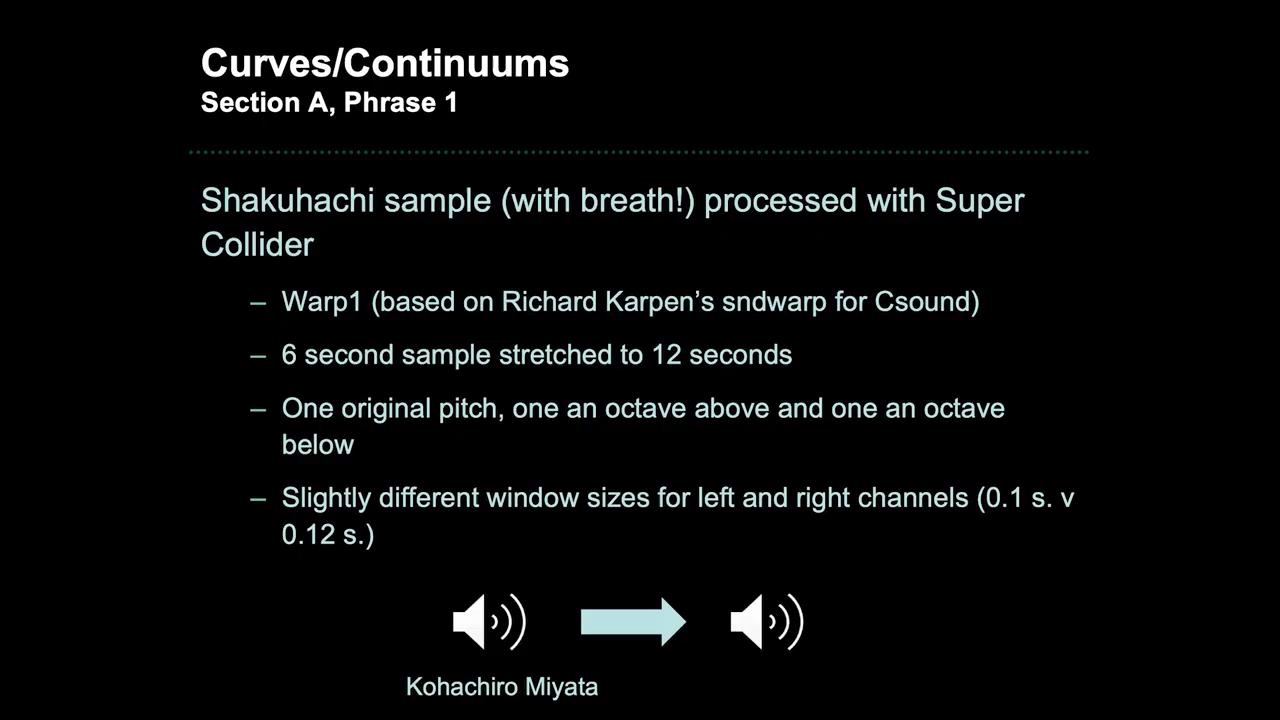 Curves/Continuums
Section A, Phrase 1
Shakuhachi sample (with breath!) processed with Super
Collider
– Warp1 (based on Richard Karpen’s sndwarp for Csound)
– 6 second sample stretched to 12 seconds
– One original pitch, one an octave above and one an octave
below
– Slightly different window sizes for left and right channels (0.1 s. v
0.12 s.)
Kohachiro Miyata